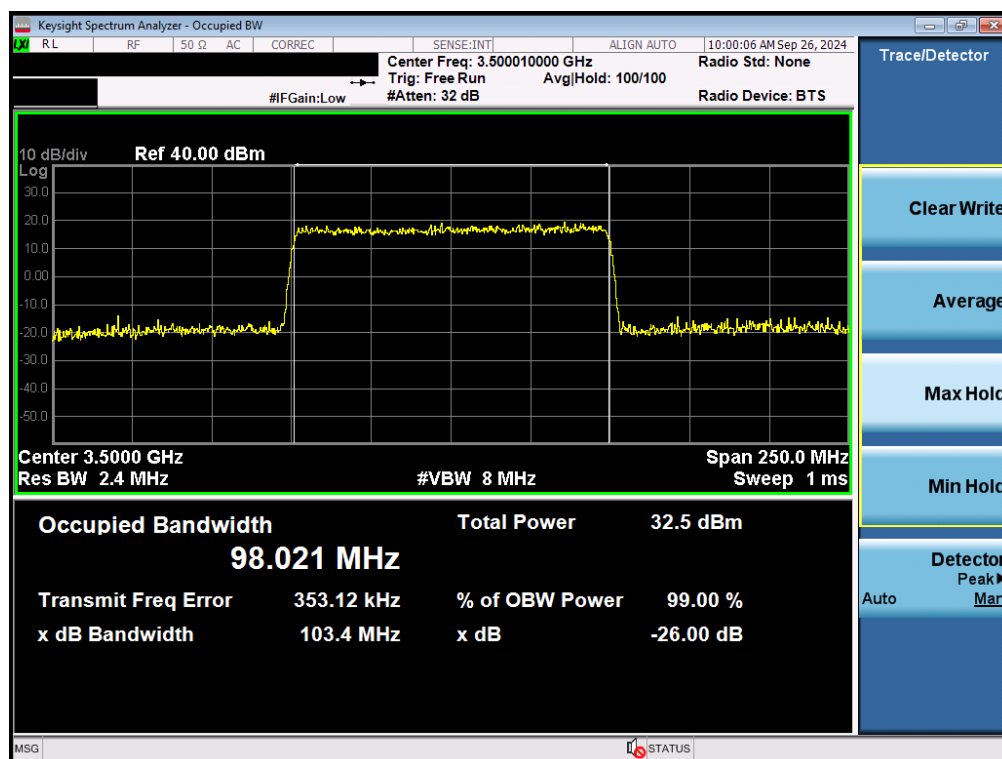 Keysight Spectrum Analyzer - Occupied BW
LXI RL RF 50 Ω AC CORREC SENSE:INT ALIGN AUTO 10:00:06 AM Sep 26, 2024
Center Freq: 3.500010000 GHz Radio Std: None
Trig: Free Run Avg|Hold: 100/100
#IFGain:Low #Atten: 32 dB Radio Device: BTS
Trace/Detector
10 dB/div Ref 40.00 dBm
Log
30.0
20.0
10.0
0.00
-10.0
-20.0
-30.0
-40.0
-50.0
Center 3.5000 GHz Span 250.0 MHz
Res BW 2.4 MHz #VBW 8 MHz Sweep 1 ms
Occupied Bandwidth Total Power 32.5 dBm
98.021 MHz
Transmit Freq Error 353.12 kHz % of OBW Power 99.00 %
x dB Bandwidth 103.4 MHz x dB -26.00 dB
Clear Write
Average
Max Hold
Min Hold
Detector
Peak
Auto Man
MSG STATUS